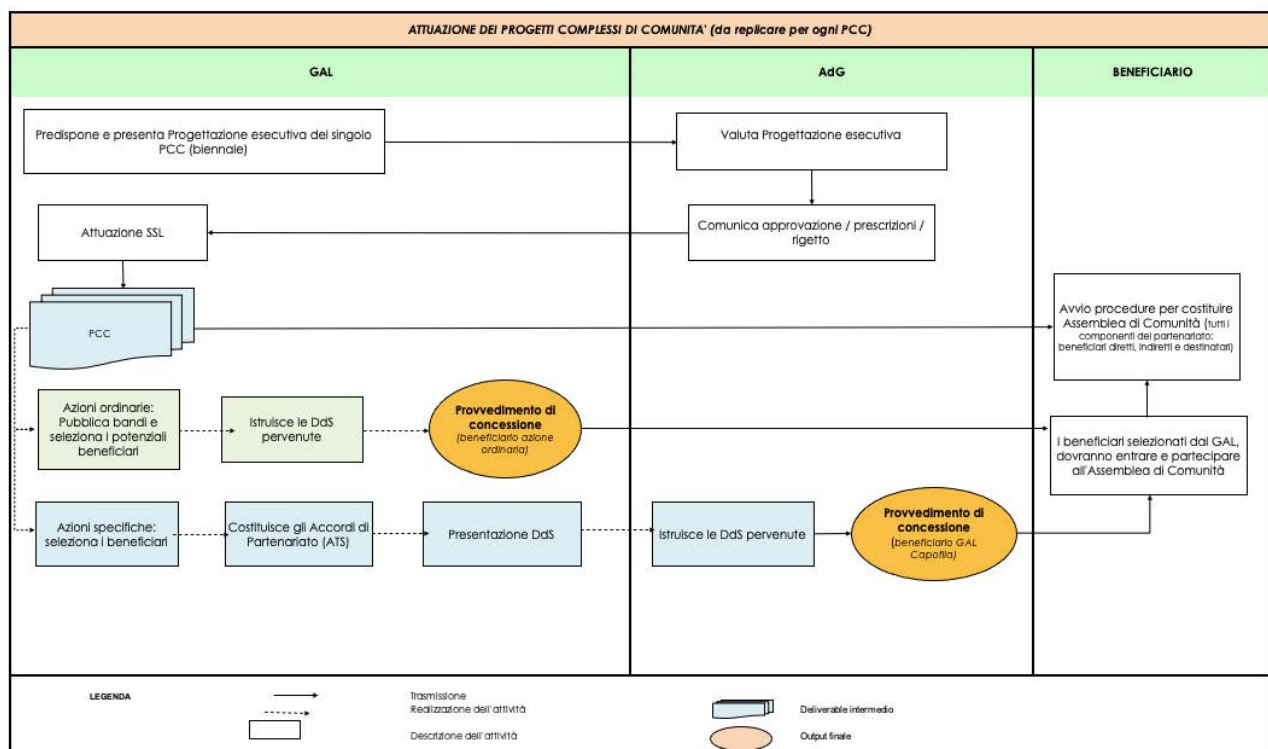 ATTUAZIONE DEI PROGETTI COMPLESSI DI COMUNITA' (da replicare per ogni PCC)
GAL
AdG
BENEFICIARIO
Predispone e presenta Progettazione esecutiva del singolo
PCC (biennale)
Valuta Progettazione esecutiva
Attuazione SSL
Comunica approvazione / prescrizioni /
rigetto
PCC
Avvio procedure per costituire
Assemblea di Comunità (tutti i
componenti del partenariato:
beneficiari diretti, indiretti e destinatari)
Azioni ordinarie:
Pubblica bandi e
seleziona i potenziali
beneficiari
Istruisce le DdS
pervenute
Provvedimento di
concessione
(beneficiario azione
ordinaria)
I beneficiari selezionati dal GAL,
dovranno entrare e partecipare
all'Assemblea di Comunità
Azioni specifiche:
seleziona i beneficiari
Costituisce gli Accordi di
Partenariato (ATS)
Presentazione DdS
Istruisce le DdS pervenute
Provvedimento di
concessione
(beneficiario GAL
Capofila)
LEGENDA
Trasmissione
Realizzazione dell'attività
Descrizione dell'attività
Deliverable intermedio
Output finale